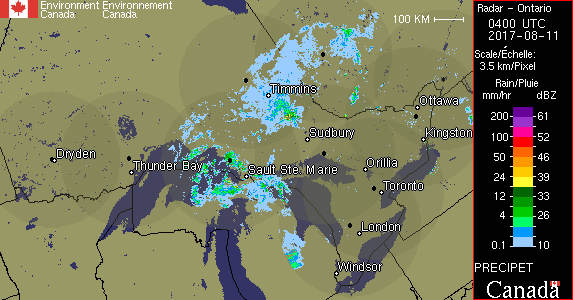 Environment Environnement
Canada Canada
100 KM
Timmins
Ottawa
Sudbury
Kingston
Dryden
Thunder Bay
Sault Ste. Marie
Orillia
Toronto
London
Windsor
Radar - Ontario
0400 UTC
2017-08-11
Scale/Échelle:
3.5 km/Pixel
Rain/Pluie
mm/hr dBZ
200 61
100 52
50 46
24 39
12 33
4 26
0.1 10
PRECIPET
Canada